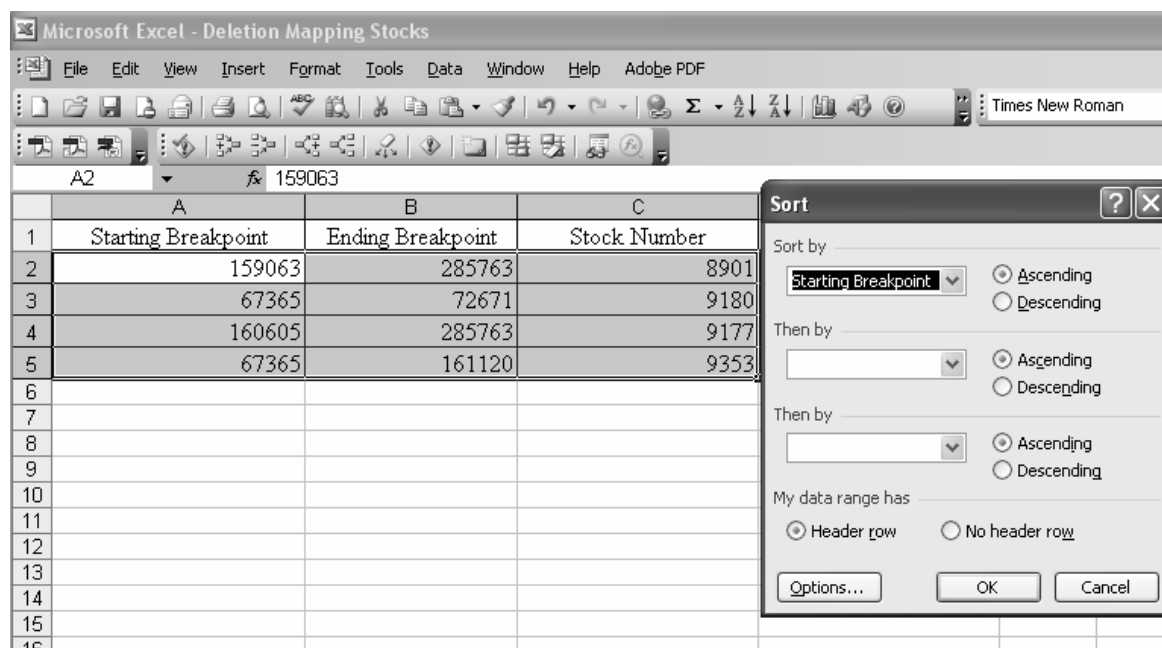 Microsoft Excel - Deletion Mapping Stocks
File Edit View Insert Format Tools Data Window Help Adobe PDF
Times New Roman
A2 fx 159063
A B C
1 Starting Breakpoint Ending Breakpoint Stock Number
2 159063 285763 8901
3 67365 72671 9180
4 160605 285763 9177
5 67365 161120 9353
6
7
8
9
10
11
12
13
14
15
16
Sort
Sort by
Starting Breakpoint Ascending
Descending
Then by
Ascending
Descending
Then by
Ascending
Descending
My data range has
Header row No header row
Options... OK Cancel